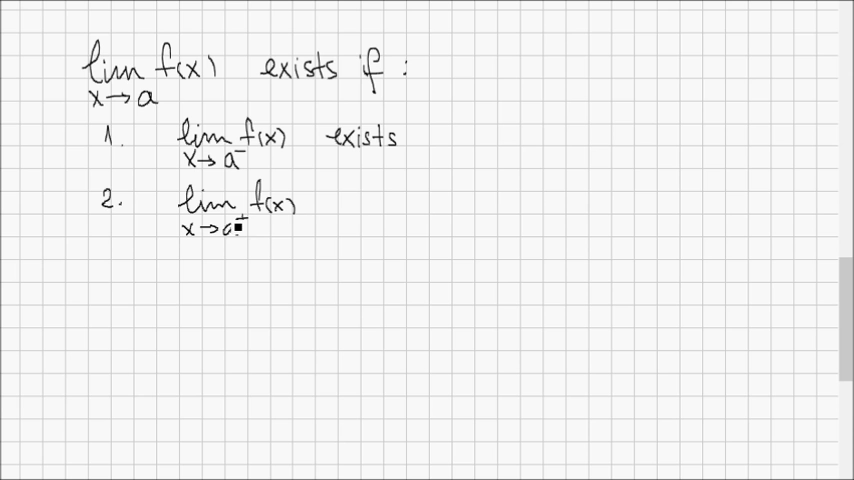 lim f(x) exists if :
x→a
1. lim f(x) exists
x→a⁻
2. lim f(x)
x→a⁺